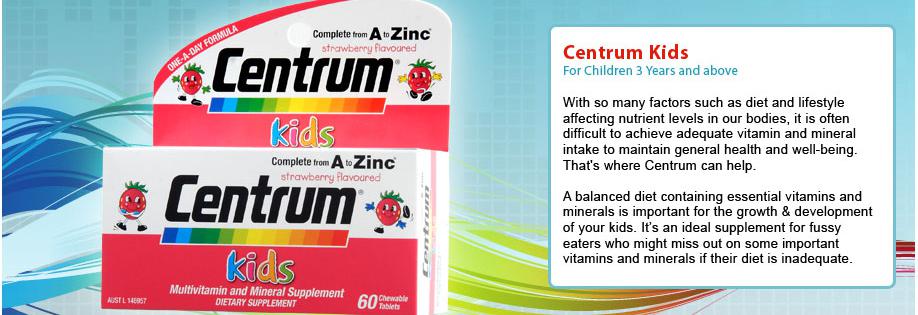 ONE-A-DAY FORMULA
Complete from A to Zinc™
strawberry flavoured
Centrum®
kids
Complete from A to Zinc™
strawberry flavoured
Centrum®
kids
Multivitamin and Mineral Supplement
DIETARY SUPPLEMENT
AUST L 146957
60 Chewable
Tablets
Centrum
kids
Centrum Kids
For Children 3 Years and above
With so many factors such as diet and lifestyle
affecting nutrient levels in our bodies, it is often
difficult to achieve adequate vitamin and mineral
intake to maintain general health and well-being.
That's where Centrum can help.
A balanced diet containing essential vitamins and
minerals is important for the growth & development
of your kids. It's an ideal supplement for fussy
eaters who might miss out on some important
vitamins and minerals if their diet is inadequate.